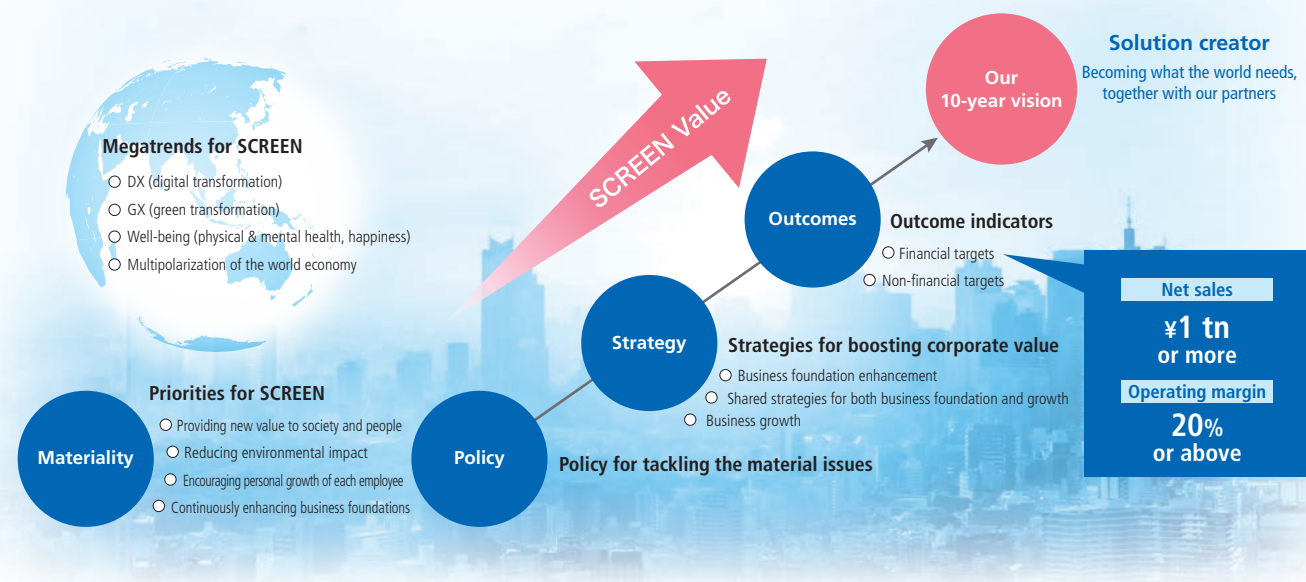 Megatrends for SCREEN
DX (digital transformation)
GX (green transformation)
Well-being (physical & mental health, happiness)
Multipolarization of the world economy
Materiality
Priorities for SCREEN
Providing new value to society and people
Reducing environmental impact
Encouraging personal growth of each employee
Continuously enhancing business foundations
Policy
Policy for tackling the material issues
Strategy
Strategies for boosting corporate value
Business foundation enhancement
Shared strategies for both business foundation and growth
Business growth
SCREEN Value
Outcomes
Outcome indicators
Financial targets
Non-financial targets
Net sales
¥1 tn
or more
Operating margin
20%
or above
Our
10-year vision
Solution creator
Becoming what the world needs,
together with our partners